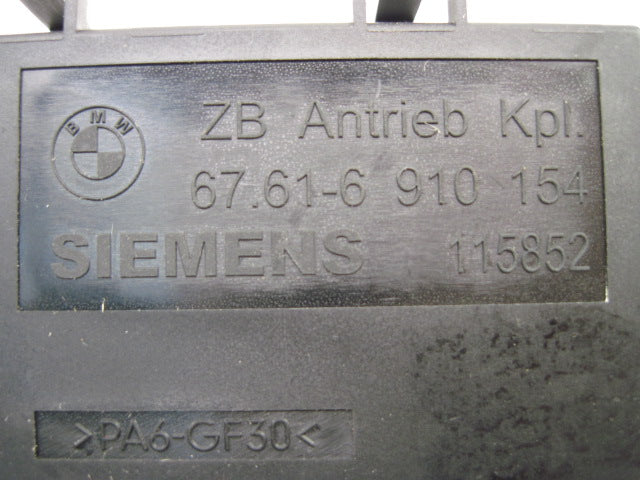 BMW
ZB Antrieb Kpl.
67.61-6 910 154
SIEMENS 115852
>PA6-GF30<